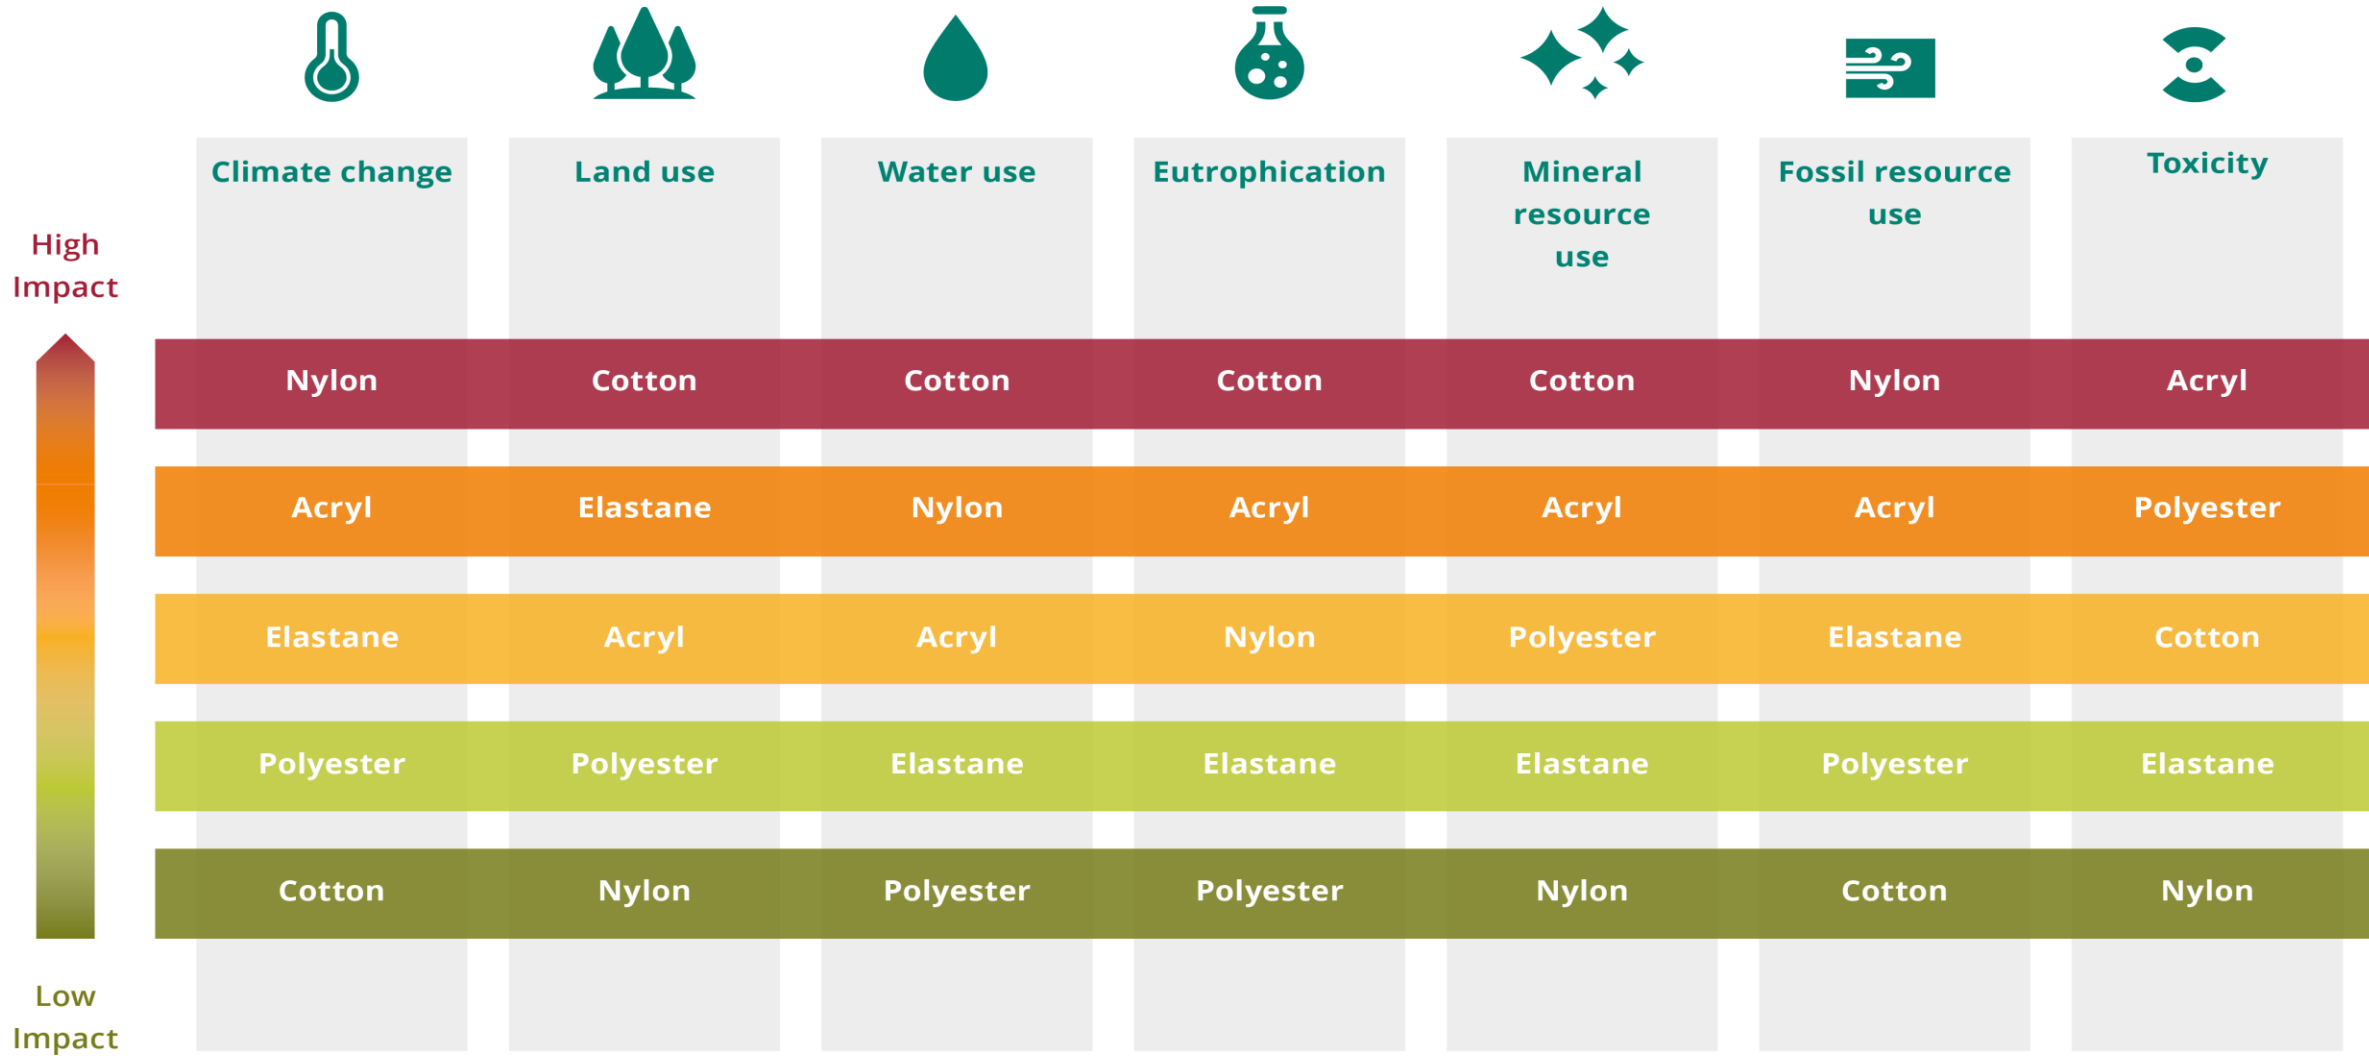 Climate change
Land use
Water use
Eutrophication
Mineral
resource
use
Fossil resource
use
Toxicity
High
Impact
Nylon
Cotton
Cotton
Cotton
Cotton
Nylon
Acryl
Acryl
Elastane
Nylon
Acryl
Acryl
Acryl
Polyester
Elastane
Acryl
Acryl
Nylon
Polyester
Elastane
Cotton
Polyester
Polyester
Elastane
Elastane
Elastane
Polyester
Elastane
Cotton
Nylon
Polyester
Polyester
Nylon
Cotton
Nylon
Low
Impact